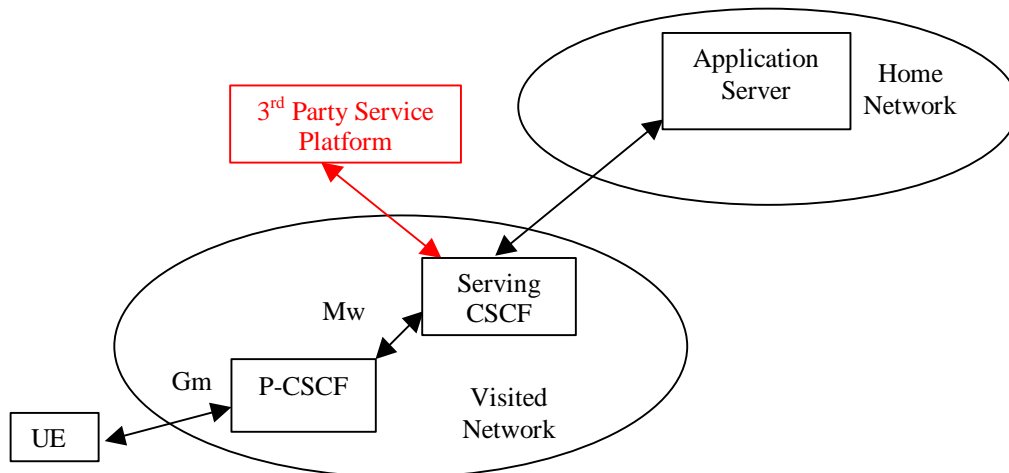 Application
Server
Home
Network
3rd Party Service
Platform
Serving
CSCF
Mw
P-CSCF
Gm
Visited
Network
UE